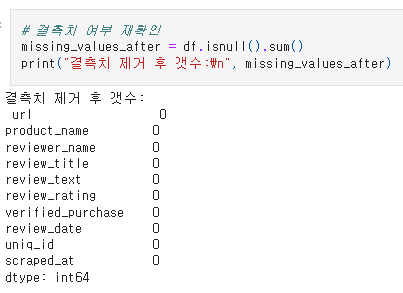 # 결측치 여부 재확인
missing_values_after = df.isnull().sum()
print("결측치 제거 후 갯수:\n", missing_values_after)
결측치 제거 후 갯수:
url 0
product_name 0
reviewer_name 0
review_title 0
review_text 0
review_rating 0
verified_purchase 0
review_date 0
uniq_id 0
scraped_at 0
dtype: int64